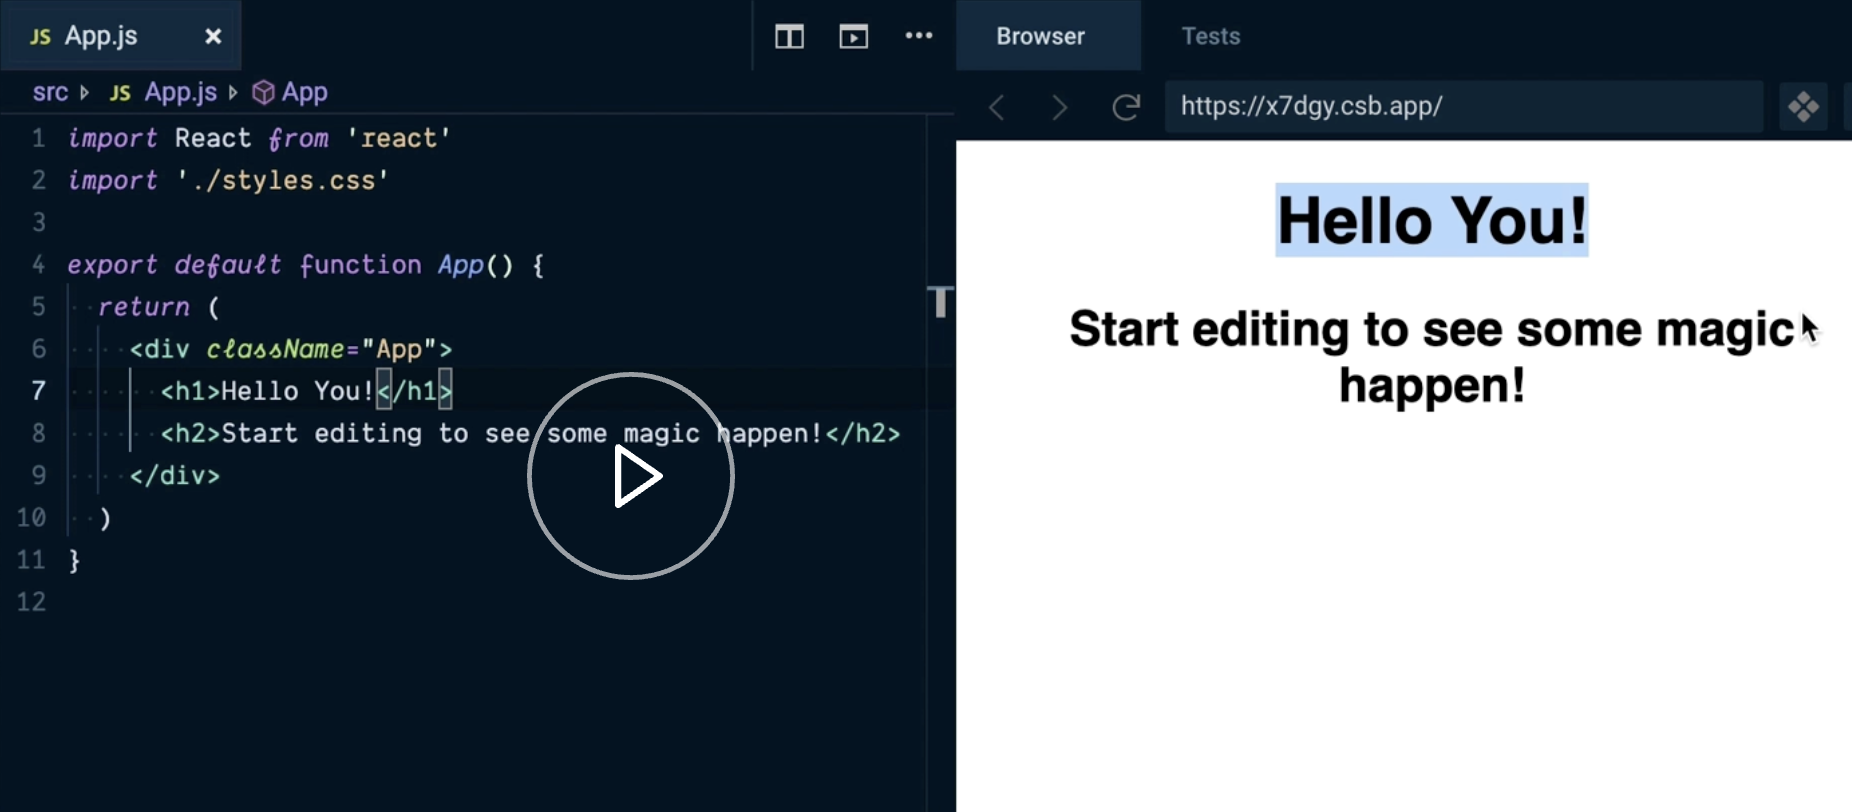 JS App.js
src JS App.js App
1 import React from 'react'
2 import './styles.css'
3
4 export default function App() {
5 return (
6 <div className="App">
7 <h1>Hello You!</h1>
8 <h2>Start editing to see some magic happen!</h2>
9 </div>
10 )
11 }
12
Browser Tests
https://x7dgy.csb.app/
Hello You!
Start editing to see some magic
happen!